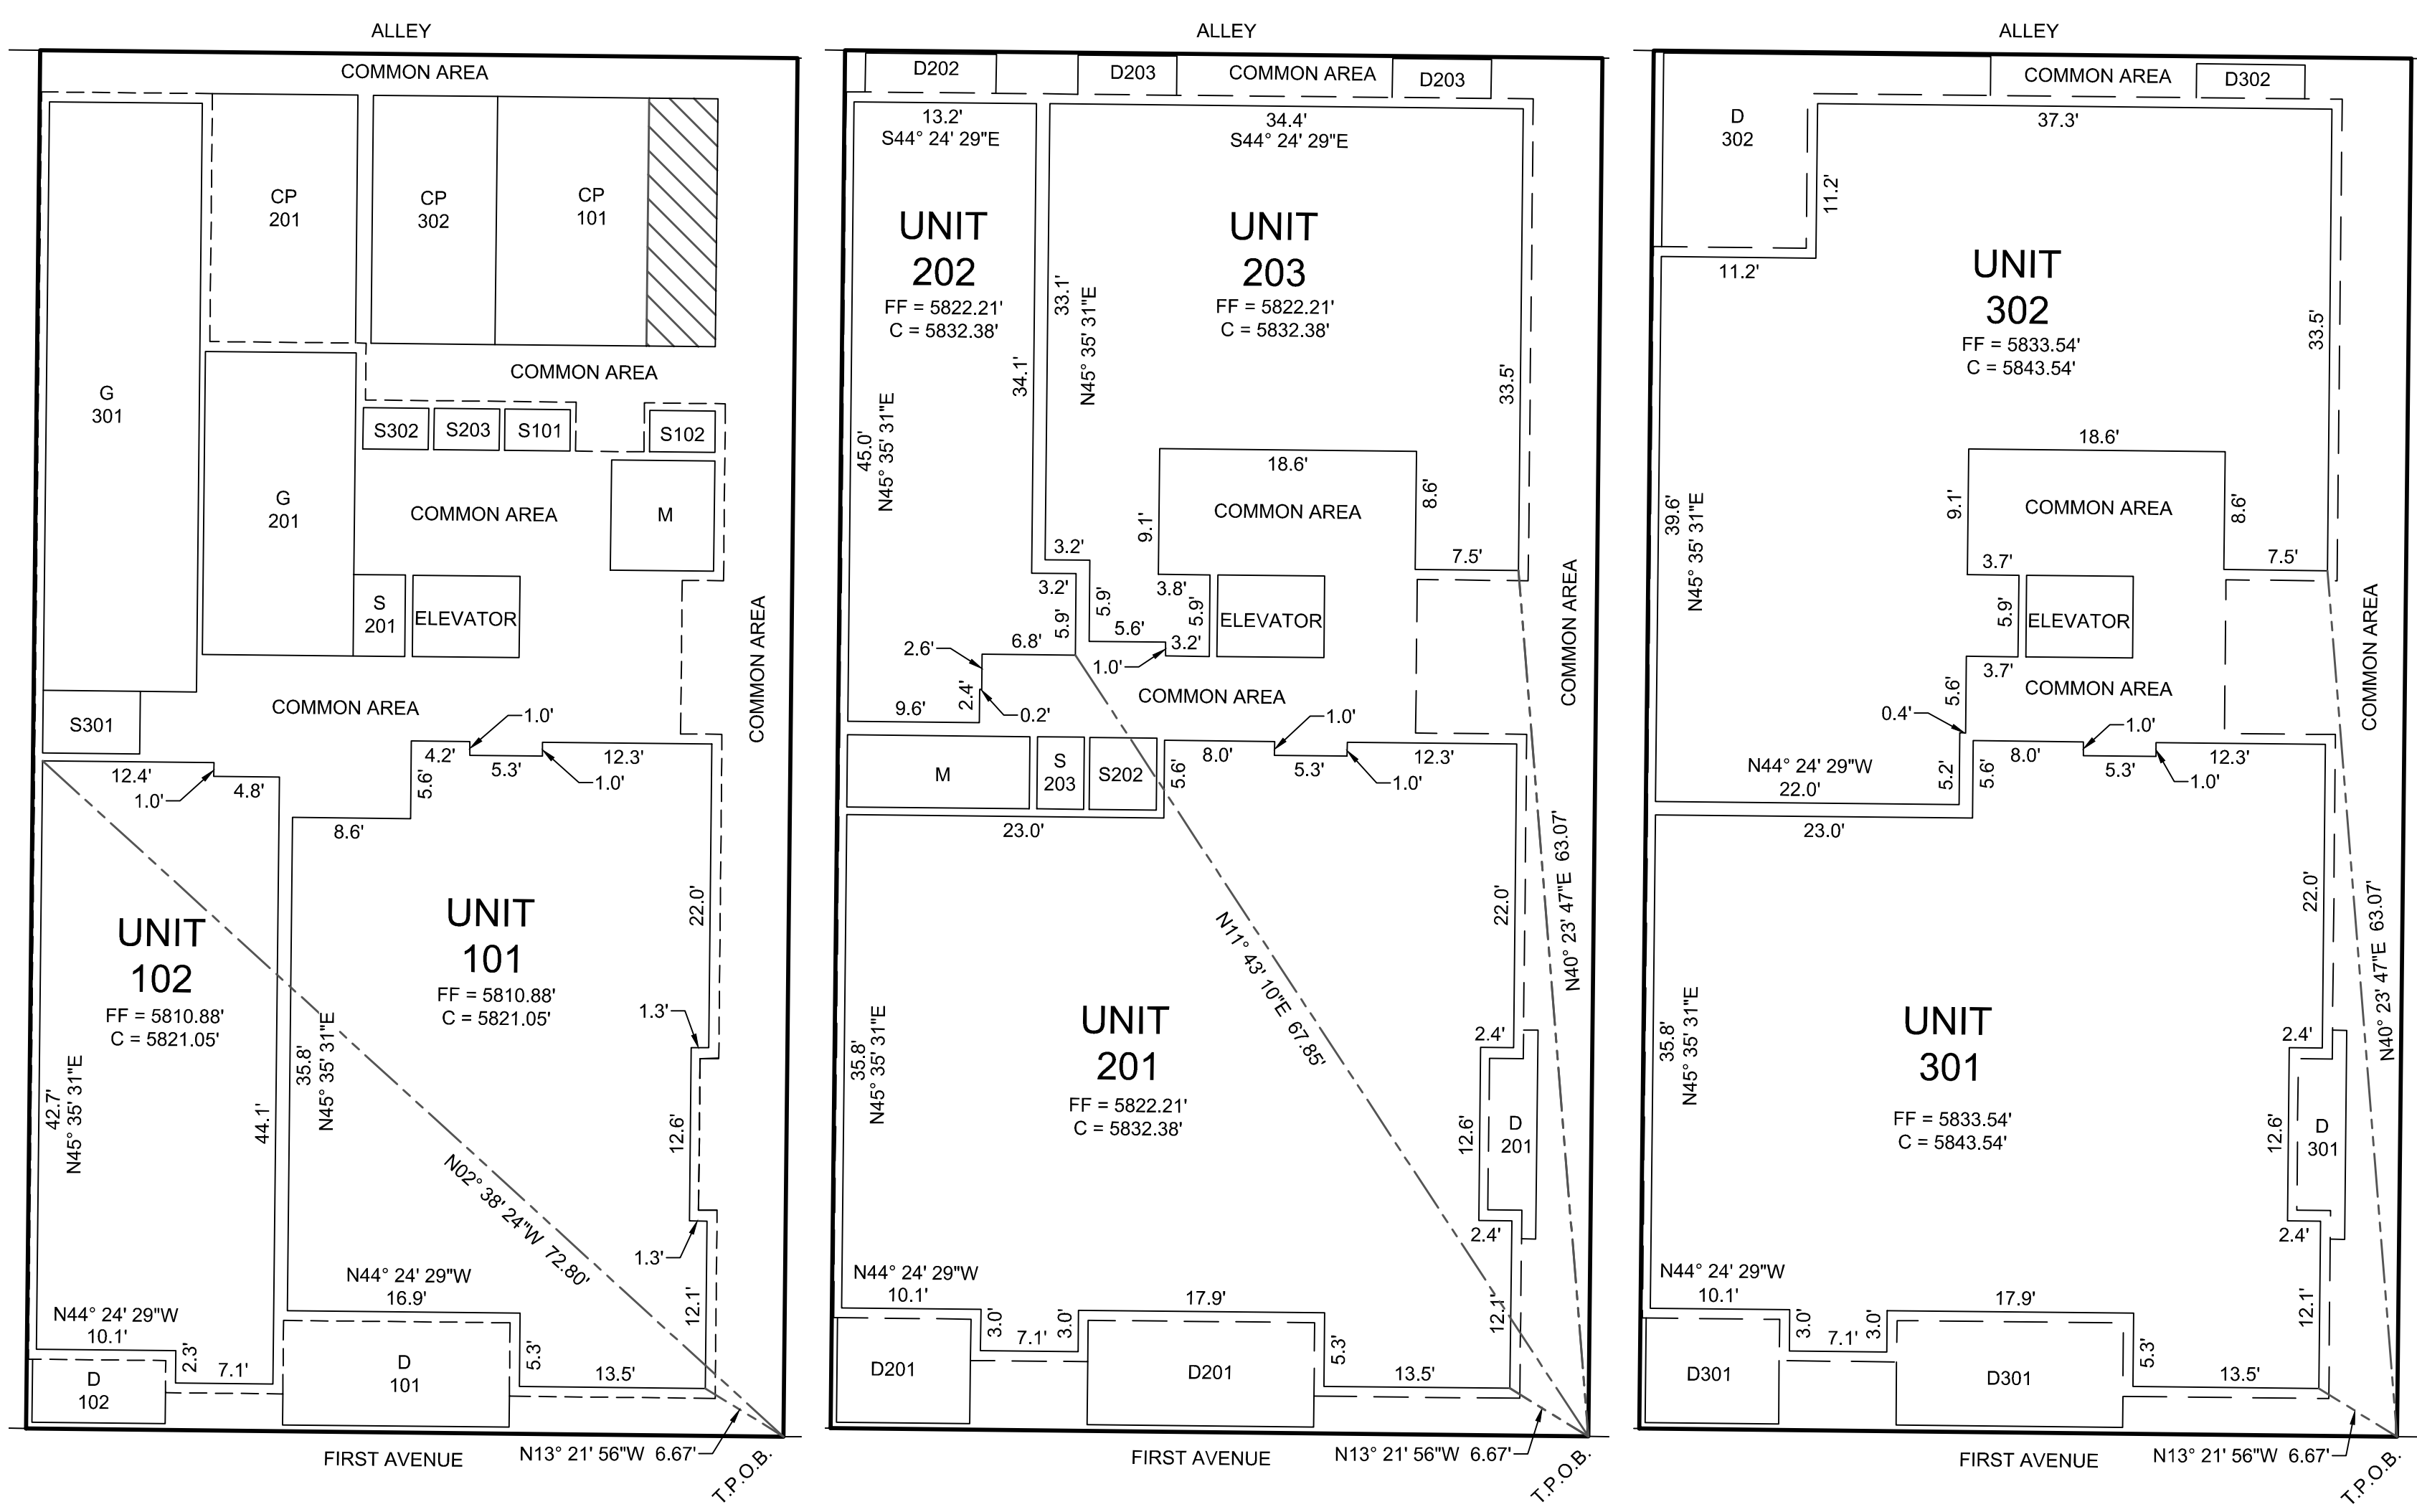 ALLEY
COMMON AREA
CP
201
CP
302
CP
101
G
301
COMMON AREA
S302
S203
S101
S102
G
201
COMMON AREA
M
S
201
ELEVATOR
COMMON AREA
S301
COMMON AREA
1.0'
12.4'
1.0'
4.8'
4.2'
5.3'
12.3'
1.0'
5.6'
8.6'
22.0'
UNIT
102
FF = 5810.88'
C = 5821.05'
UNIT
101
FF = 5810.88'
C = 5821.05'
1.3'
42.7'
N45° 35' 31"E
44.1'
35.8'
N45° 35' 31"E
12.6'
N02° 38' 24"W  72.80'
1.3'
N44° 24' 29"W
16.9'
12.1'
N44° 24' 29"W
10.1'
2.3'
7.1'
5.3'
13.5'
D
102
D
101
FIRST AVENUE
N13° 21' 56"W  6.67'
T.P.O.B.
ALLEY
D202
D203
COMMON AREA
D203
13.2'
S44° 24' 29"E
34.4'
S44° 24' 29"E
UNIT
202
FF = 5822.21'
C = 5832.38'
UNIT
203
FF = 5822.21'
C = 5832.38'
33.1'
N45° 35' 31"E
34.1'
33.5'
45.0'
N45° 35' 31"E
18.6'
COMMON AREA
8.6'
9.1'
3.2'
7.5'
3.2'
3.8'
5.9'
5.9'
5.9'
ELEVATOR
COMMON AREA
2.6'
6.8'
5.6'
3.2'
1.0'
2.4'
9.6'
0.2'
COMMON AREA
1.0'
M
S
203
S202
8.0'
5.3'
12.3'
1.0'
5.6'
23.0'
22.0'
N40° 23' 47"E  63.07'
N11° 43' 10"E  67.85'
UNIT
201
FF = 5822.21'
C = 5832.38'
35.8'
N45° 35' 31"E
2.4'
12.6'
D
201
2.4'
N44° 24' 29"W
10.1'
3.0'
7.1'
3.0'
17.9'
12.1'
5.3'
13.5'
D201
D201
FIRST AVENUE
N13° 21' 56"W  6.67'
T.P.O.B.
ALLEY
COMMON AREA
D302
D
302
37.3'
11.2'
11.2'
UNIT
302
FF = 5833.54'
C = 5843.54'
33.5'
18.6'
39.6'
N45° 35' 31"E
9.1'
COMMON AREA
8.6'
3.7'
7.5'
5.9'
ELEVATOR
COMMON AREA
3.7'
5.6'
COMMON AREA
0.4'
1.0'
N44° 24' 29"W
22.0'
5.2'
5.6'
8.0'
5.3'
12.3'
1.0'
23.0'
22.0'
N40° 23' 47"E  63.07'
UNIT
301
FF = 5833.54'
C = 5843.54'
35.8'
N45° 35' 31"E
2.4'
12.6'
D
301
2.4'
N44° 24' 29"W
10.1'
3.0'
7.1'
3.0'
17.9'
12.1'
5.3'
13.5'
D301
D301
FIRST AVENUE
N13° 21' 56"W  6.67'
T.P.O.B.